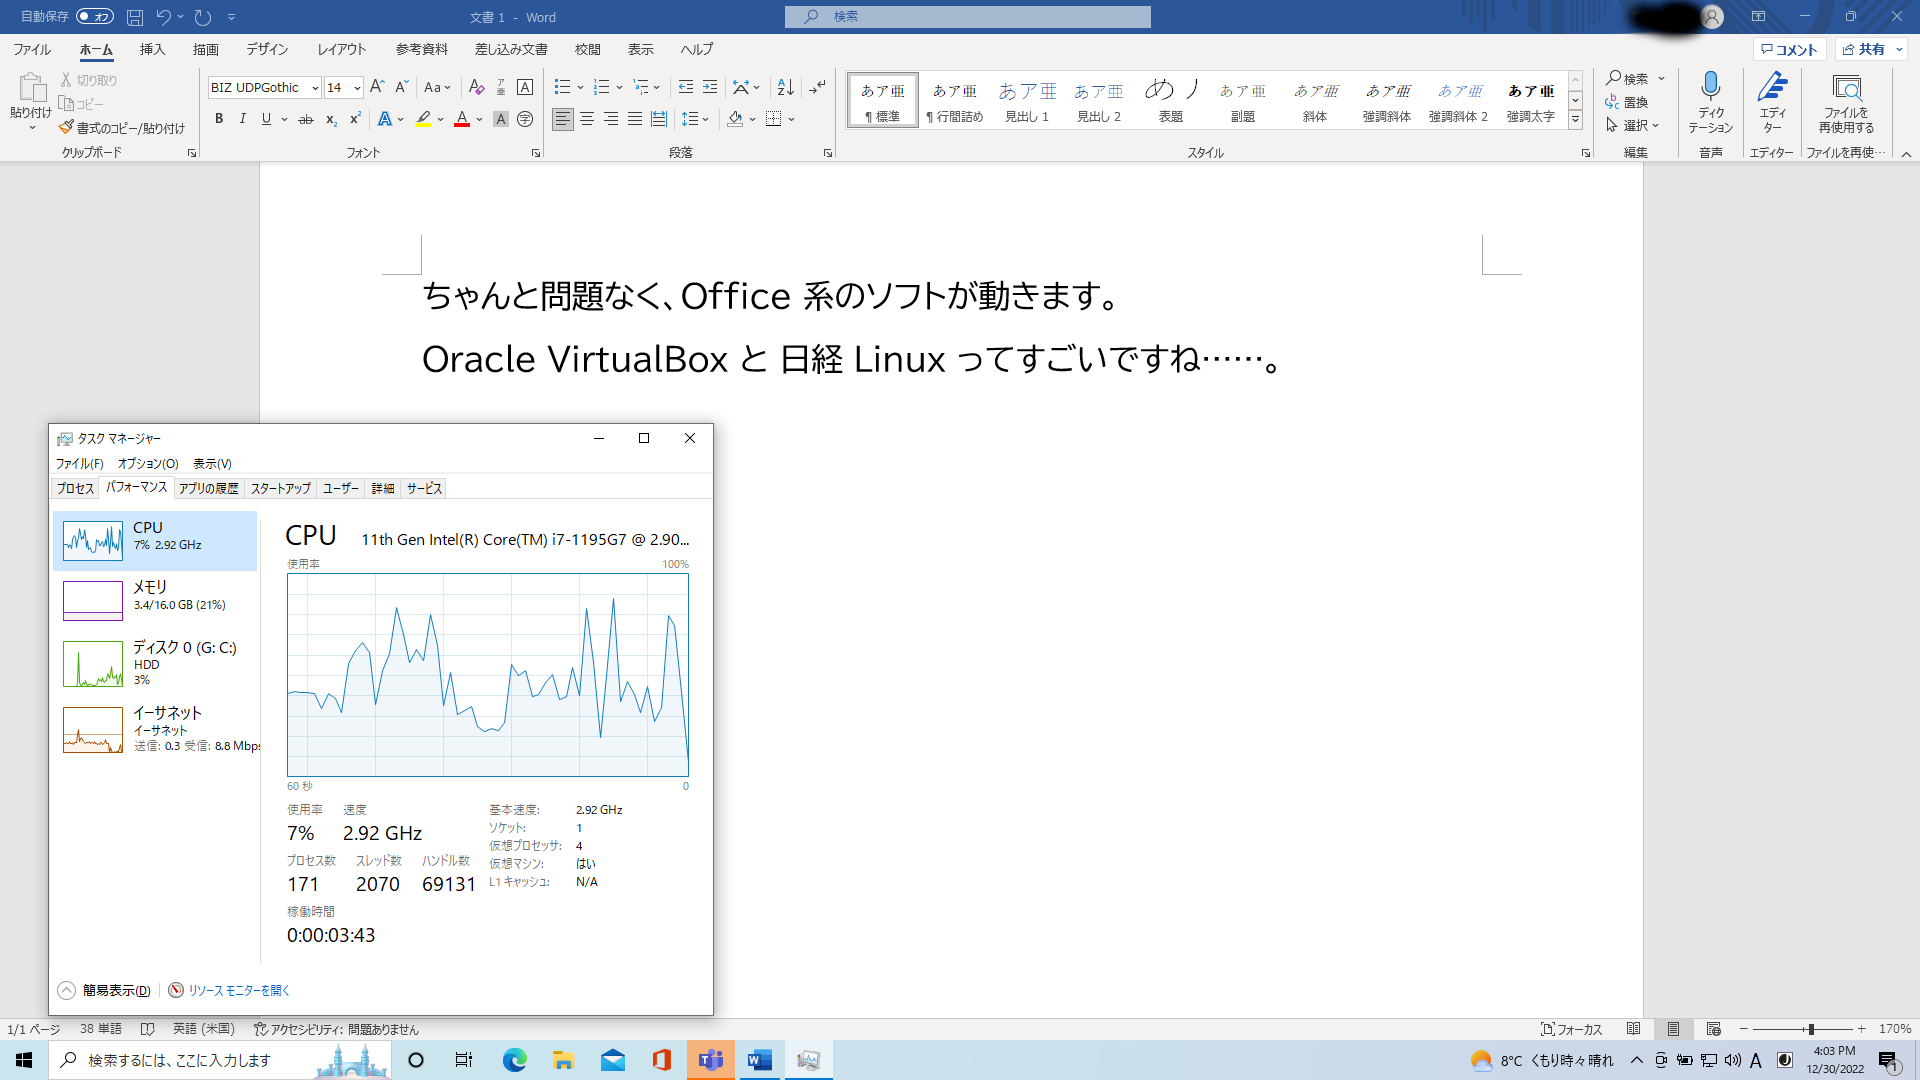 自動保存 オフ
文書 1 - Word
検索
ファイル ホーム 挿入 描画 デザイン レイアウト 参考資料 差し込み文書 校閲 表示 ヘルプ
コメント 共有
貼り付け
切り取り
コピー
書式のコピー/貼り付け
クリップボード
BIZ UDPGothic 14
フォント
段落
あア亜 あア亜 あア亜 あア亜 あア亜 あア亜 あア亜 あア亜 あア亜
標準 行間詰め 見出し 1 見出し 2 表題 副題 斜体 強調斜体 強調斜体 2 強調太字
スタイル
検索
置換
選択
編集
ディク
テーション
音声
エディ
ター
エディター
ファイルを
再使用する
ファイルを再使…
ちゃんと問題なく、Office 系のソフトが動きます。
Oracle VirtualBox と 日経 Linux ってすごいですね……。
タスク マネージャー
ファイル(F) オプション(O) 表示(V)
プロセス パフォーマンス アプリの履歴 スタートアップ ユーザー 詳細 サービス
CPU
7% 2.92 GHz
メモリ
3.4/16.0 GB (21%)
ディスク 0 (G: C:)
HDD
3%
イーサネット
イーサネット
送信: 0.3 受信: 8.8 Mbps
CPU 11th Gen Intel(R) Core(TM) i7-1195G7 @ 2.90...
使用率 100%
60 秒 0
使用率 速度
7% 2.92 GHz
プロセス数 スレッド数 ハンドル数
171 2070 69131
稼働時間
0:00:03:43
基本速度: 2.92 GHz
ソケット: 1
仮想プロセッサ: 4
仮想マシン: はい
L1 キャッシュ: N/A
簡易表示(D) リソース モニターを開く
1/1 ページ 38 単語 英語 (米国) アクセシビリティ: 問題ありません
フォーカス 170%
検索するには、ここに入力します
8°C くもり時々晴れ
A
4:03 PM
12/30/2022
1